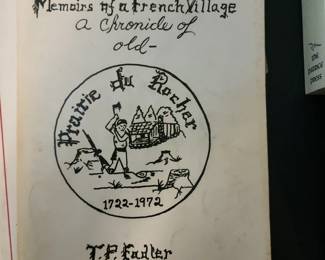 Memoirs of a French Village
a Chronicle of
old-
Prairie du Rocher
1722-1972
T.P. Fadler